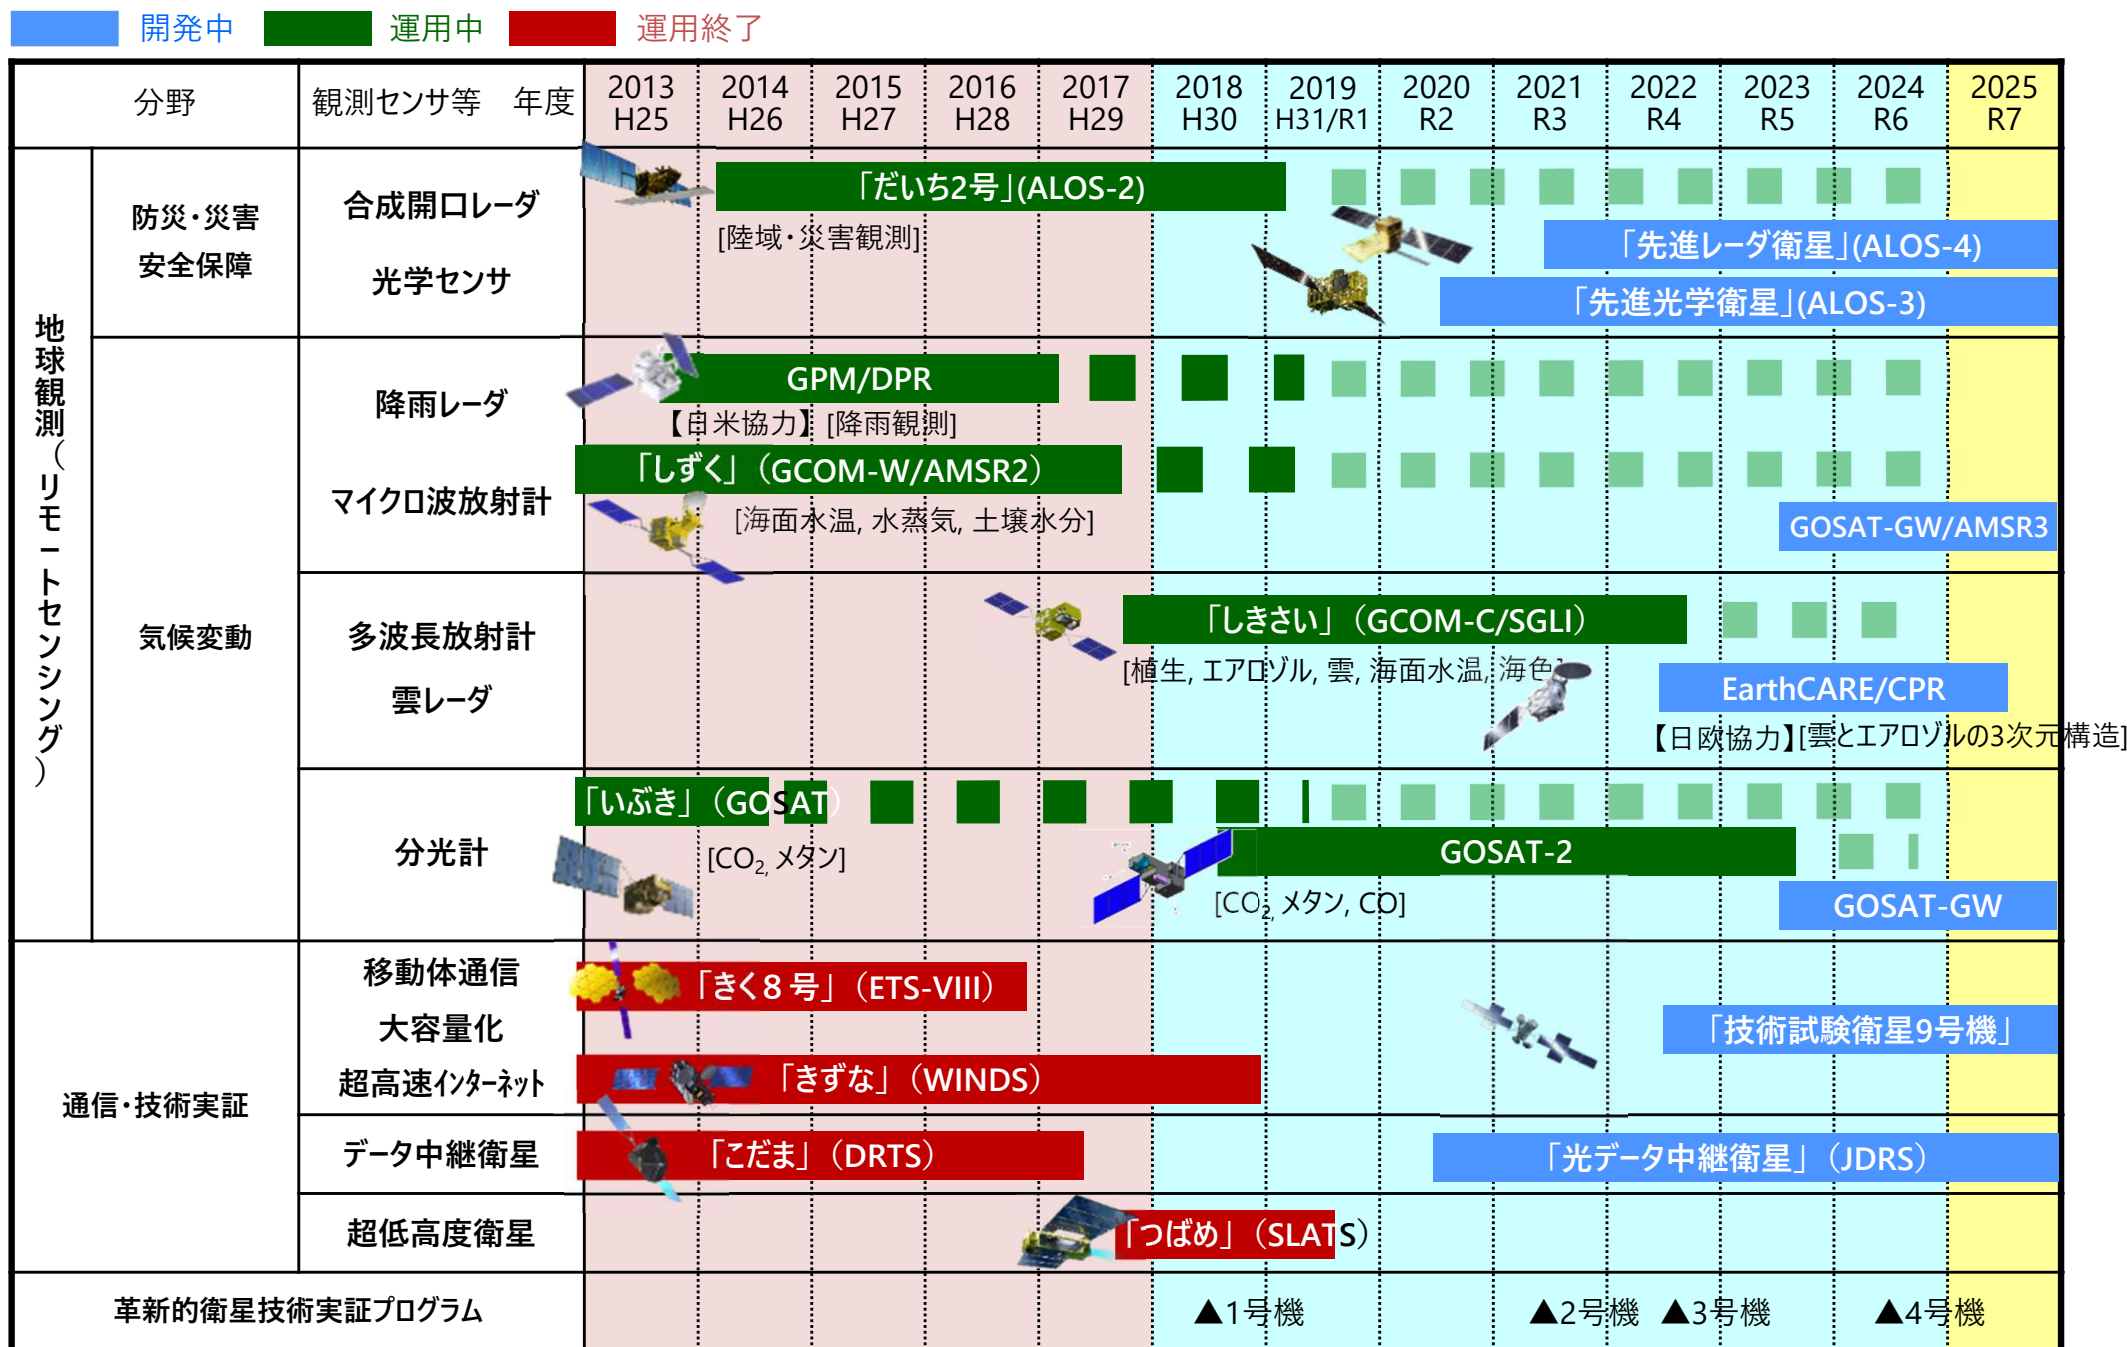 開発中 運用中 運用終了
分野 観測センサ等 年度
2013 2014 2015 2016 2017 2018 2019 2020 2021 2022 2023 2024 2025
H25 H26 H27 H28 H29 H30 H31/R1 R2 R3 R4 R5 R6 R7
地球観測（リモートセンシング）
防災・災害
安全保障
合成開口レーダ
光学センサ
「だいち2号」(ALOS-2)
[陸域・災害観測]
「先進レーダ衛星」(ALOS-4)
「先進光学衛星」(ALOS-3)
気候変動
降雨レーダ
GPM/DPR
【日米協力】[降雨観測]
マイクロ波放射計
「しずく」（GCOM-W/AMSR2）
[海面水温, 水蒸気, 土壌水分]
GOSAT-GW/AMSR3
多波長放射計
雲レーダ
「しきさい」（GCOM-C/SGLI）
[植生, エアロゾル, 雲, 海面水温, 海色]
EarthCARE/CPR
【日欧協力】[雲とエアロゾルの3次元構造]
分光計
「いぶき」（GOSAT）
[CO2, メタン]
GOSAT-2
[CO2, メタン, CO]
GOSAT-GW
通信・技術実証
移動体通信
大容量化
超高速インターネット
「きく８号」（ETS-VIII）
「技術試験衛星9号機」
「きずな」（WINDS）
データ中継衛星
「こだま」（DRTS）
「光データ中継衛星」（JDRS）
超低高度衛星
「つばめ」（SLATS）
革新的衛星技術実証プログラム
▲1号機 ▲2号機 ▲3号機 ▲4号機